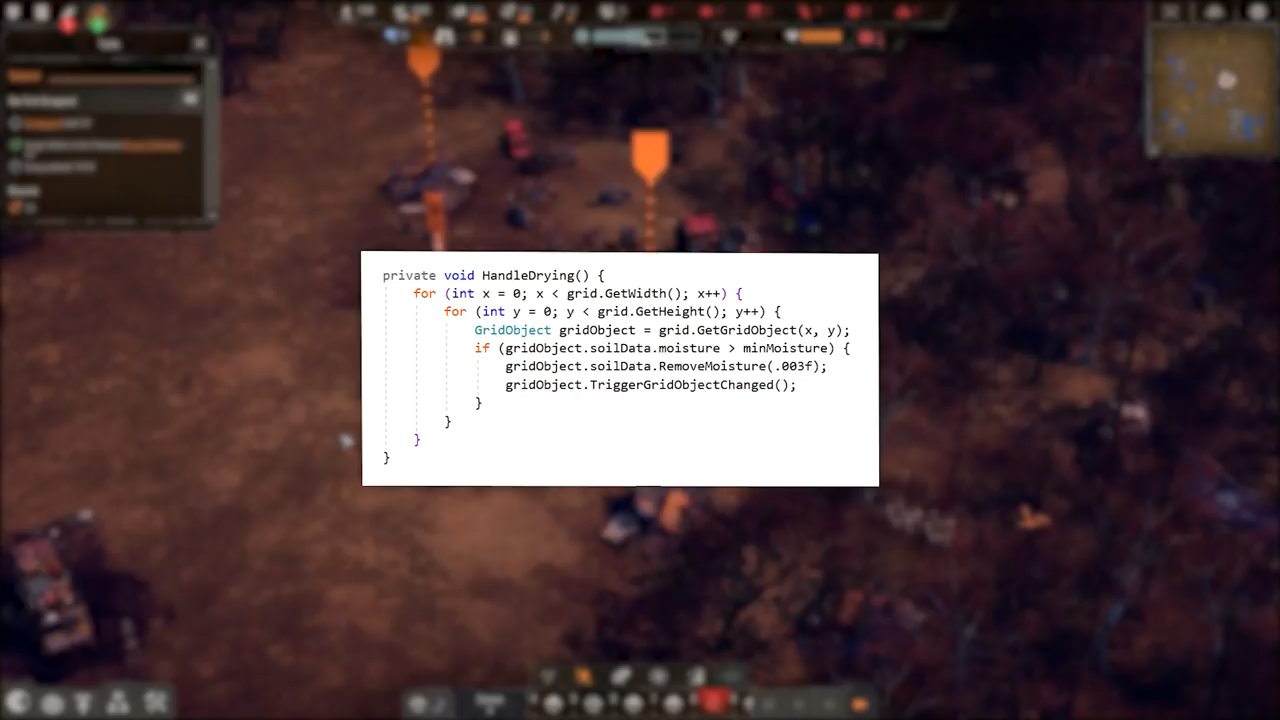 private void HandleDrying() {
for (int x = 0; x < grid.GetWidth(); x++) {
for (int y = 0; y < grid.GetHeight(); y++) {
GridObject gridObject = grid.GetGridObject(x, y);
if (gridObject.soilData.moisture > minMoisture) {
gridObject.soilData.RemoveMoisture(.003f);
gridObject.TriggerGridObjectChanged();
}
}
}
}